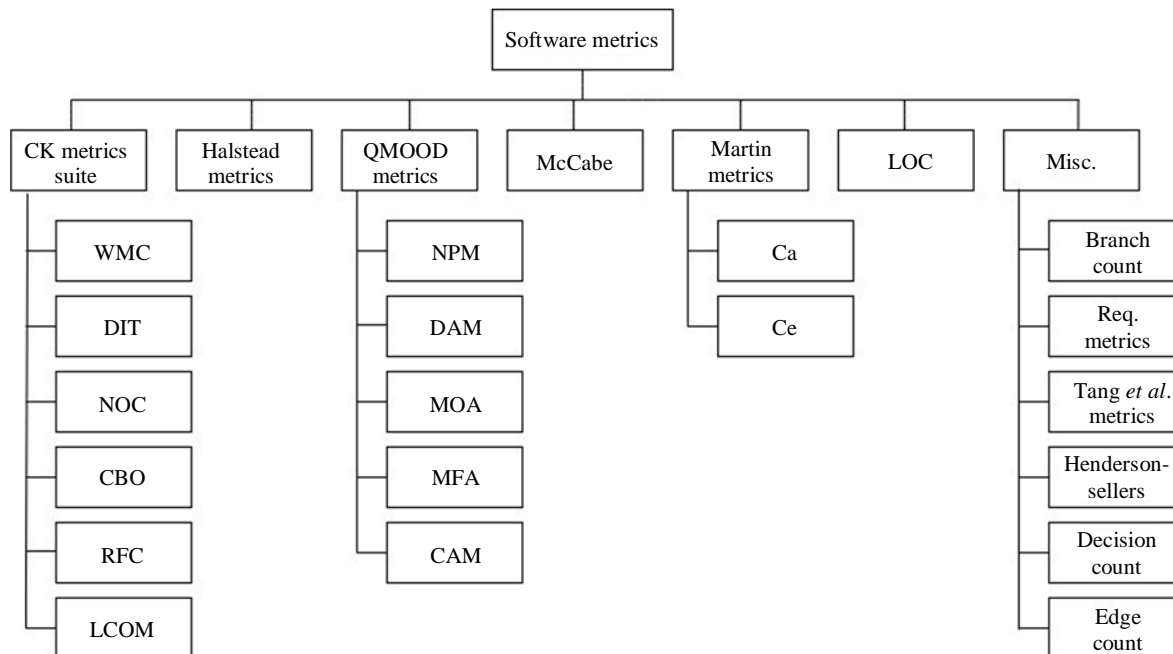 Software metrics
CK metrics
suite
Halstead
metrics
QMOOD
metrics
McCabe
Martin
metrics
LOC
Misc.
WMC
DIT
NOC
CBO
RFC
LCOM
NPM
DAM
MOA
MFA
CAM
Ca
Ce
Branch
count
Req.
metrics
Tang et al.
metrics
Henderson-
sellers
Decision
count
Edge
count